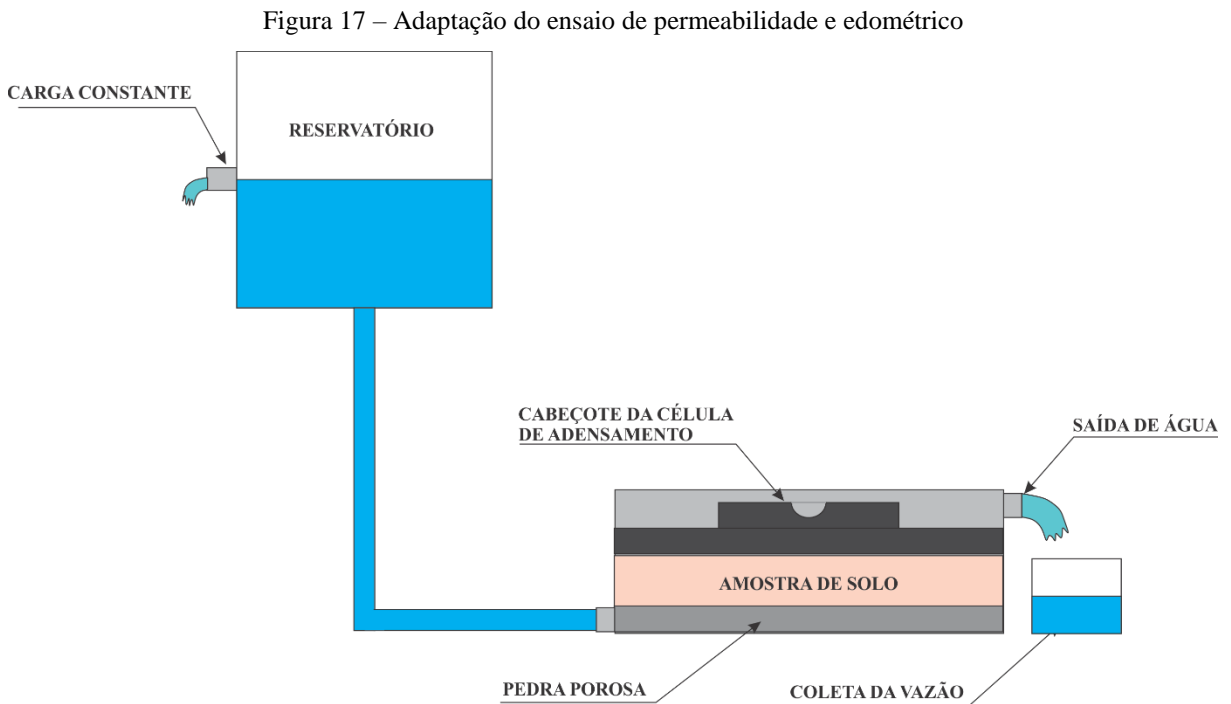 Figura 17 – Adaptação do ensaio de permeabilidade e edométrico
CARGA CONSTANTE
RESERVATÓRIO
CABEÇOTE DA CÉLULA
DE ADENSAMENTO
SAÍDA DE ÁGUA
AMOSTRA DE SOLO
PEDRA POROSA
COLETA DA VAZÃO